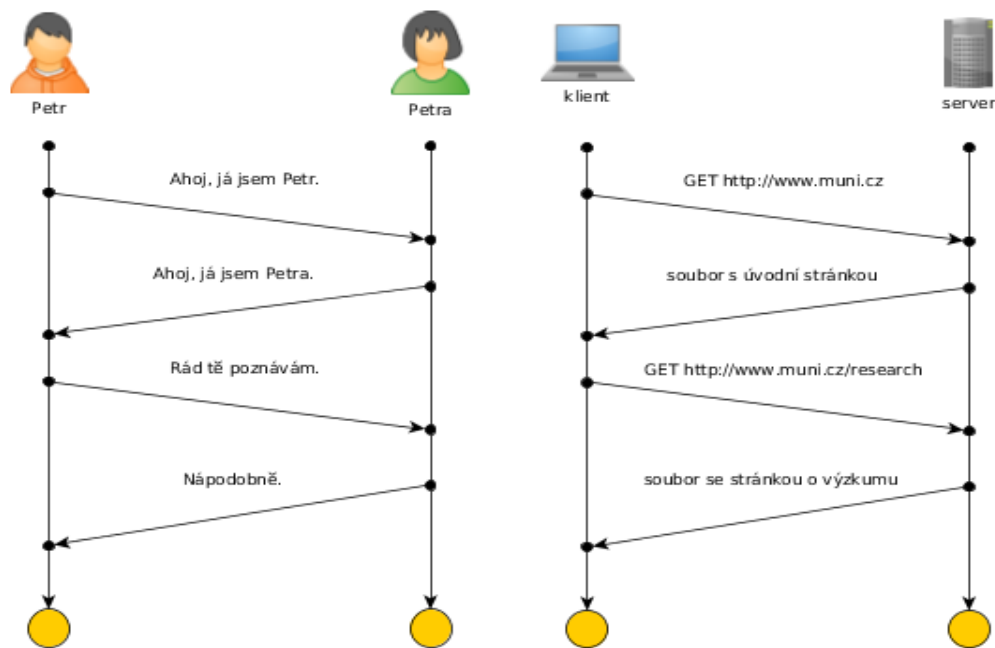 Petr
Petra
klient
server
Ahoj, já jsem Petr.
Ahoj, já jsem Petra.
Rád tě poznávám.
Nápodobně.
GET http://www.muni.cz
soubor s úvodní stránkou
GET http://www.muni.cz/research
soubor se stránkou o výzkumu